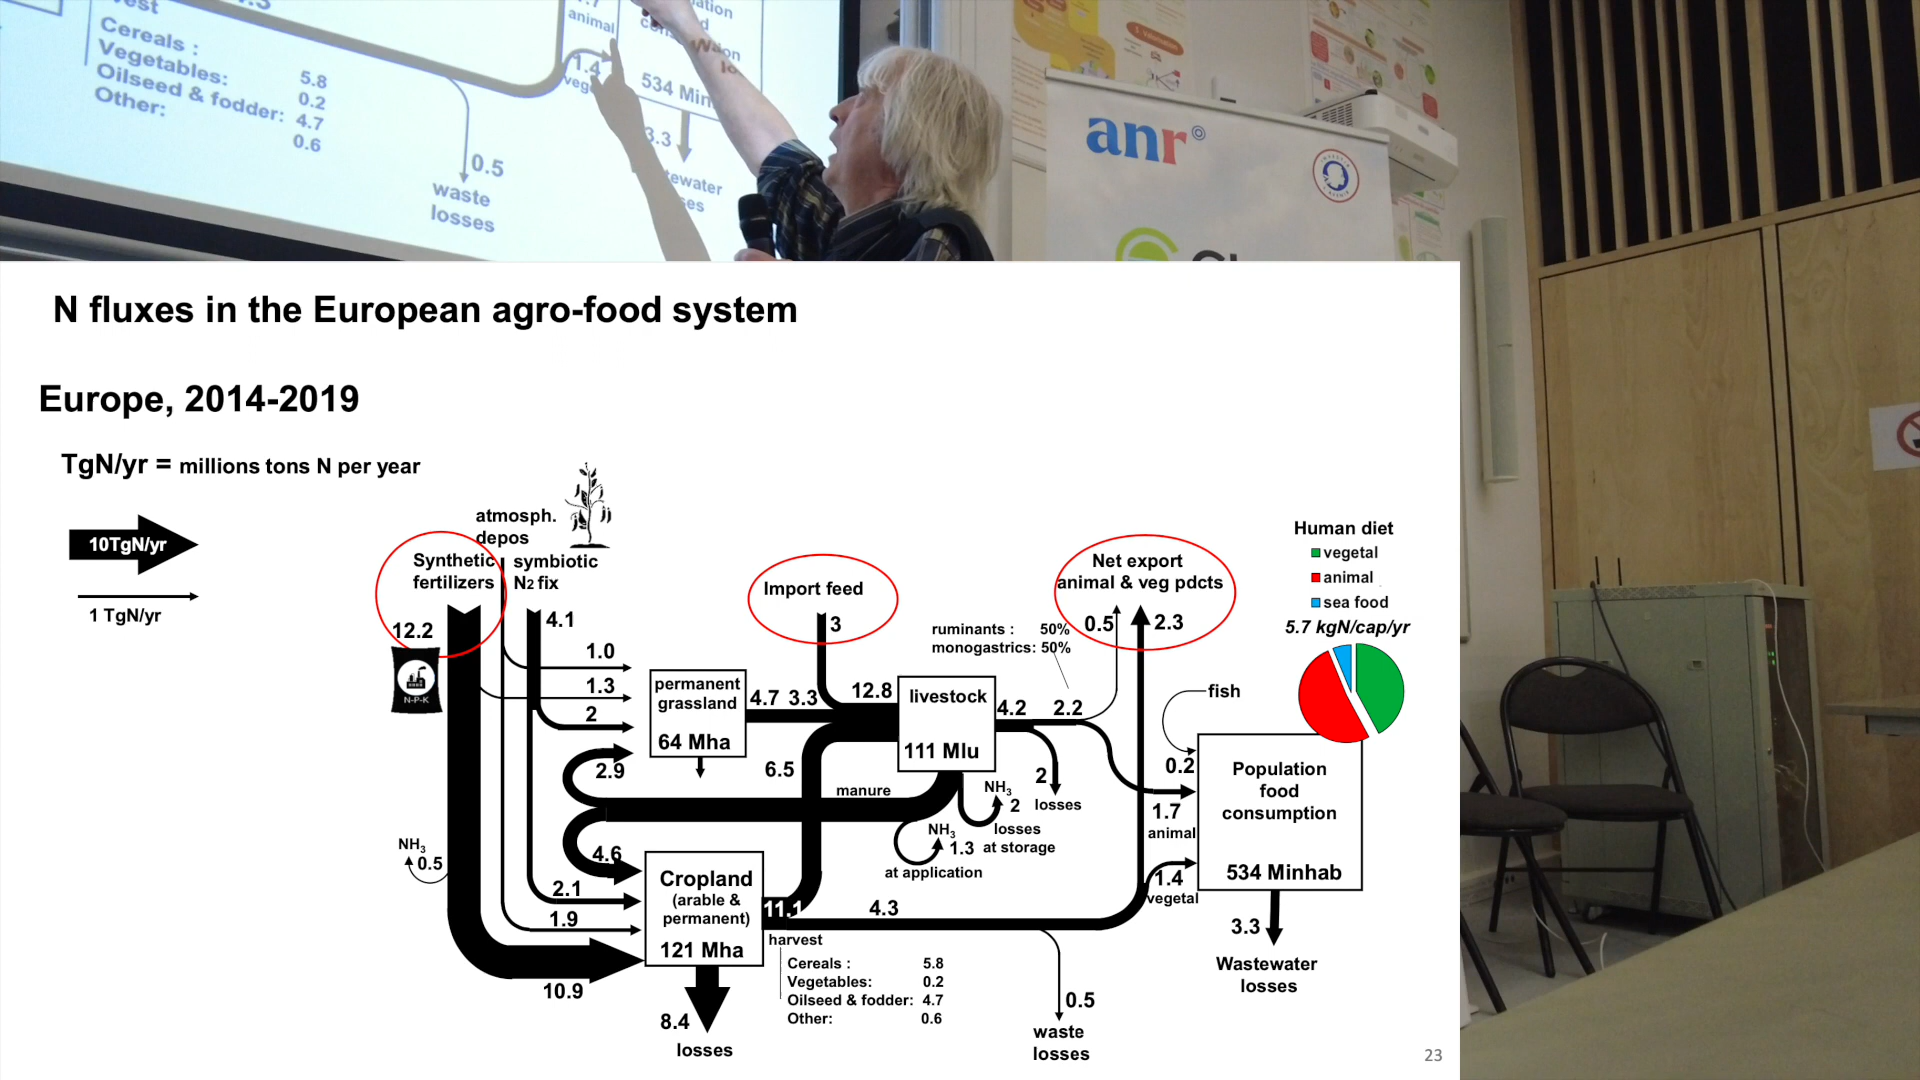 Cereals :
Vegetables:
Oilseed & fodder:
Other:
5.8
0.2
4.7
0.6
0.5
waste
losses
animal
1.4
534 Min
3.3
anr
N fluxes in the European agro-food system
Europe, 2014-2019
TgN/yr = millions tons N per year
10TgN/yr
1 TgN/yr
atmosph.
depos
Synthetic
fertilizers
symbiotic
N2 fix
12.2
4.1
N-P-K
1.0
1.3
2
2.9
4.6
2.1
1.9
10.9
NH3
0.5
permanent
grassland
64 Mha
4.7 3.3 12.8
6.5
Import feed
3
livestock
111 Mlu
manure
ruminants : 50%
monogastrics: 50%
4.2 2.2
2
losses
NH3
2
losses
at storage
NH3
1.3
at application
Net export
animal & veg pdcts
0.5 2.3
fish
0.2
1.7
animal
1.4
vegetal
Cropland
(arable &
permanent)
121 Mha
11.1
harvest
4.3
Cereals : 5.8
Vegetables: 0.2
Oilseed & fodder: 4.7
Other: 0.6
8.4
losses
0.5
waste
losses
Human diet
vegetal
animal
sea food
5.7 kgN/cap/yr
Population
food
consumption
534 Minhab
3.3
Wastewater
losses
23